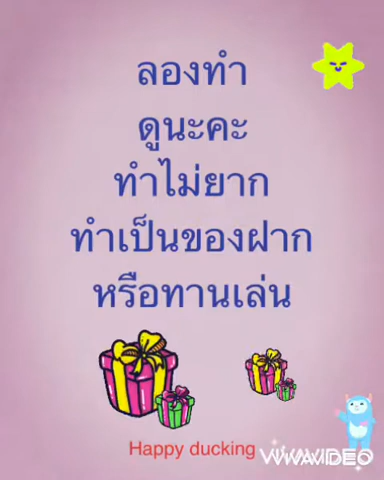 ลองทำ
ดูนะคะ
ทำไม่ยาก
ทำเป็นของฝาก
หรือทานเล่น
Happy ducking
VIVAVIDEO